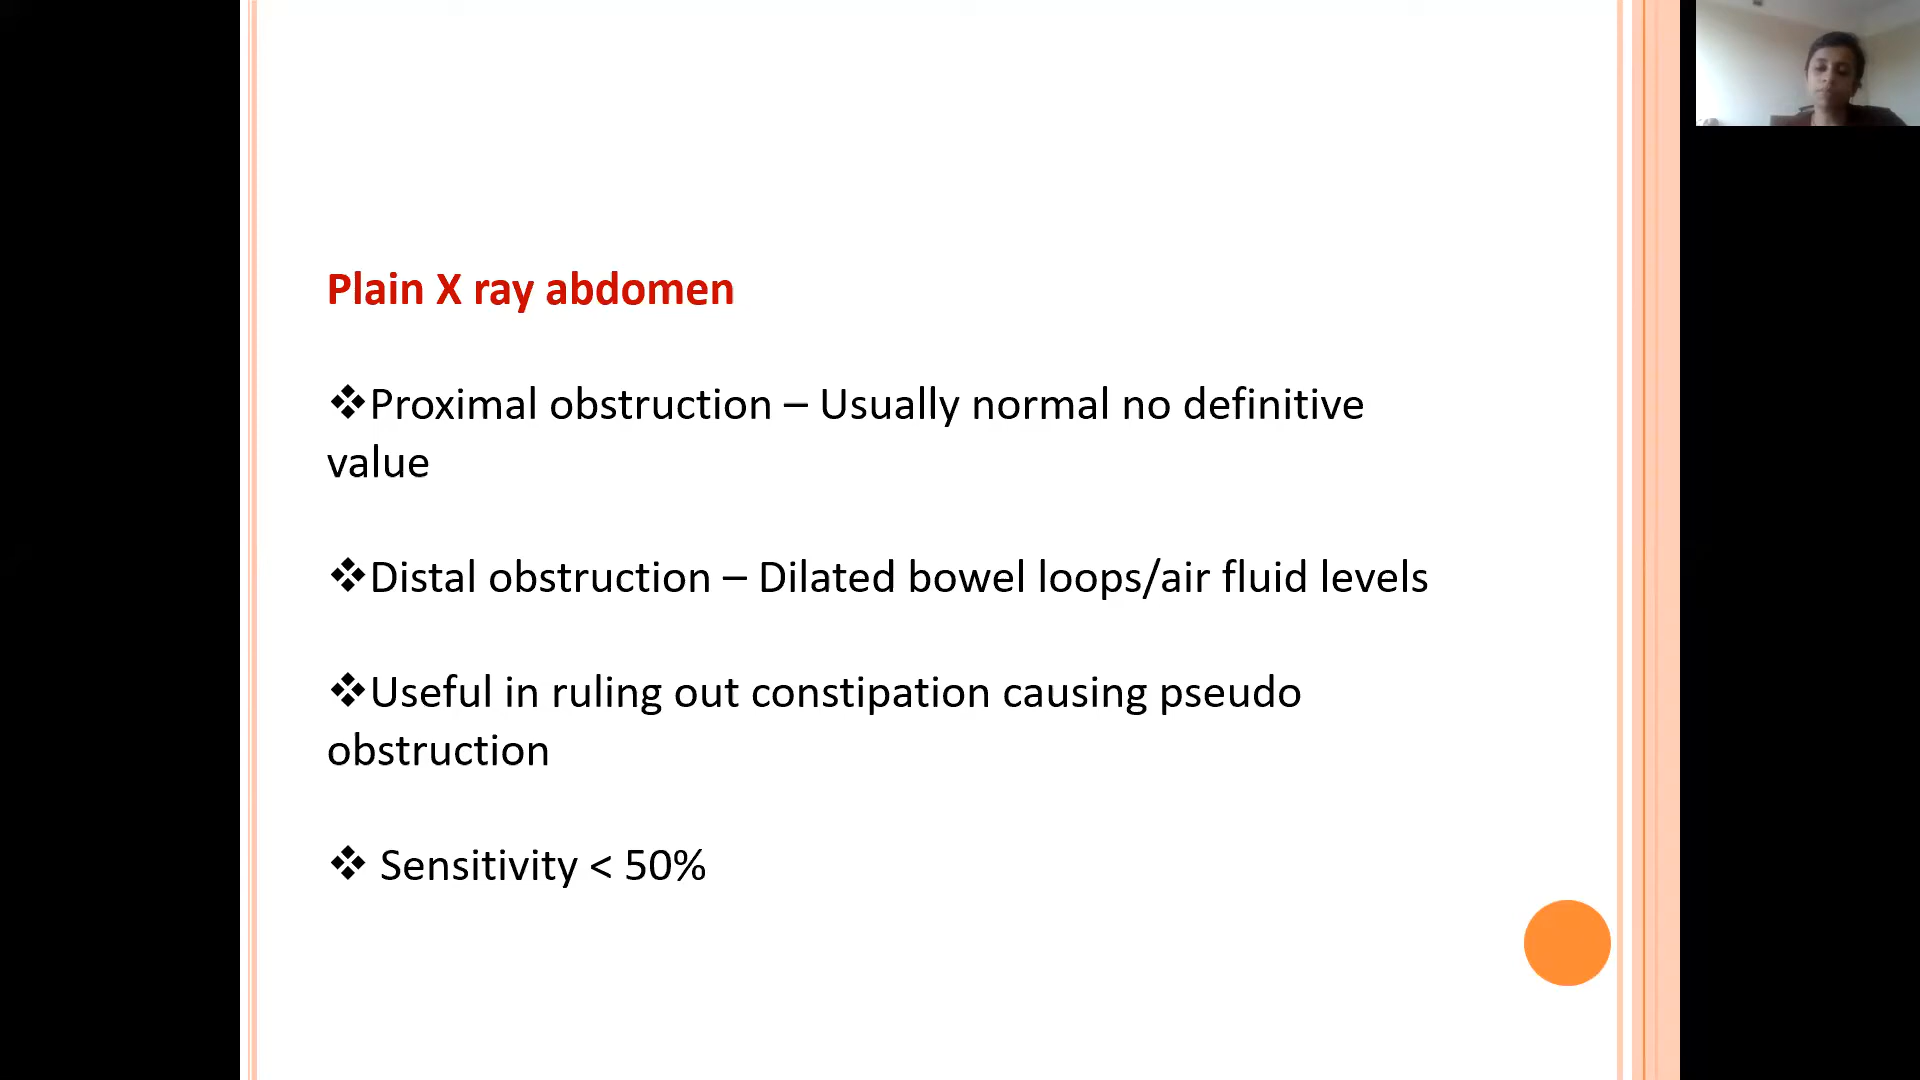 Plain X ray abdomen
❖Proximal obstruction – Usually normal no definitive
value
❖Distal obstruction – Dilated bowel loops/air fluid levels
❖Useful in ruling out constipation causing pseudo
obstruction
❖ Sensitivity < 50%